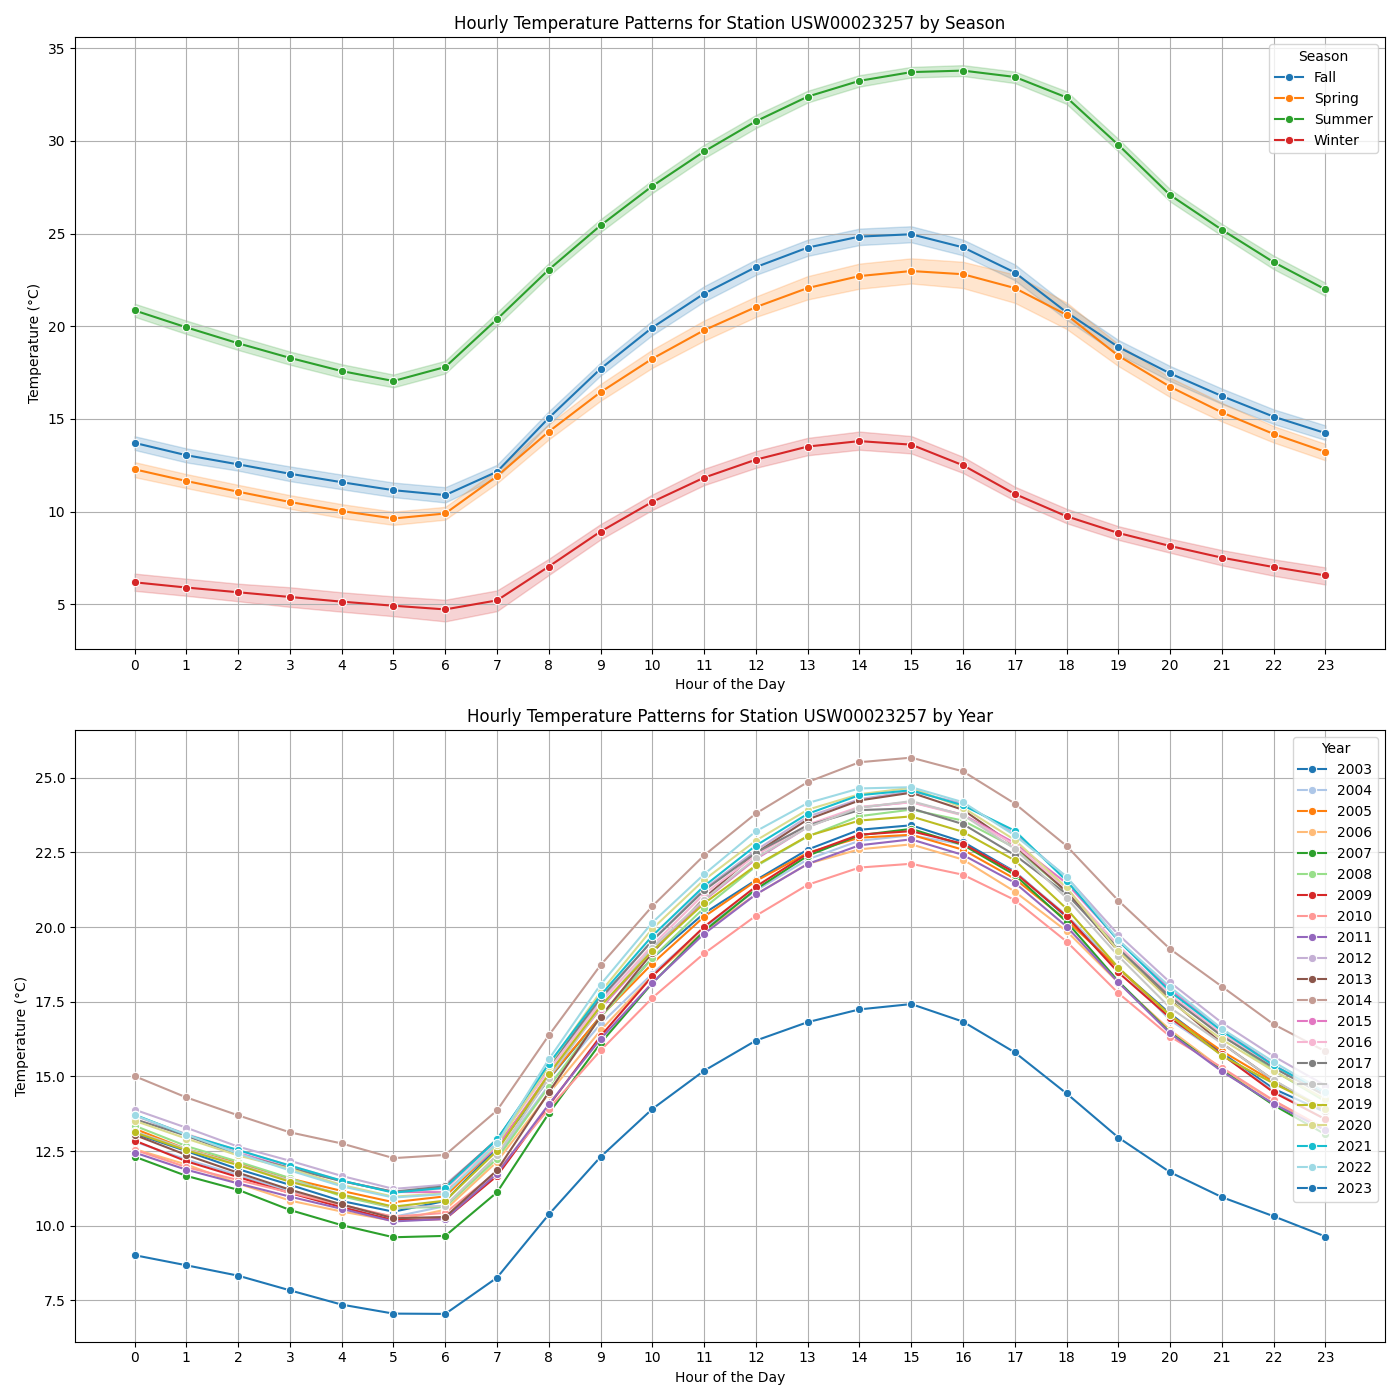 Hourly Temperature Patterns for Station USW00023257 by Season
Temperature (°C)
35
30
25
20
15
10
5
Season
Fall
Spring
Summer
Winter
0 1 2 3 4 5 6 7 8 9 10 11 12 13 14 15 16 17 18 19 20 21 22 23
Hour of the Day
Hourly Temperature Patterns for Station USW00023257 by Year
Temperature (°C)
25.0
22.5
20.0
17.5
15.0
12.5
10.0
7.5
Year
2003
2004
2005
2006
2007
2008
2009
2010
2011
2012
2013
2014
2015
2016
2017
2018
2019
2020
2021
2022
2023
0 1 2 3 4 5 6 7 8 9 10 11 12 13 14 15 16 17 18 19 20 21 22 23
Hour of the Day